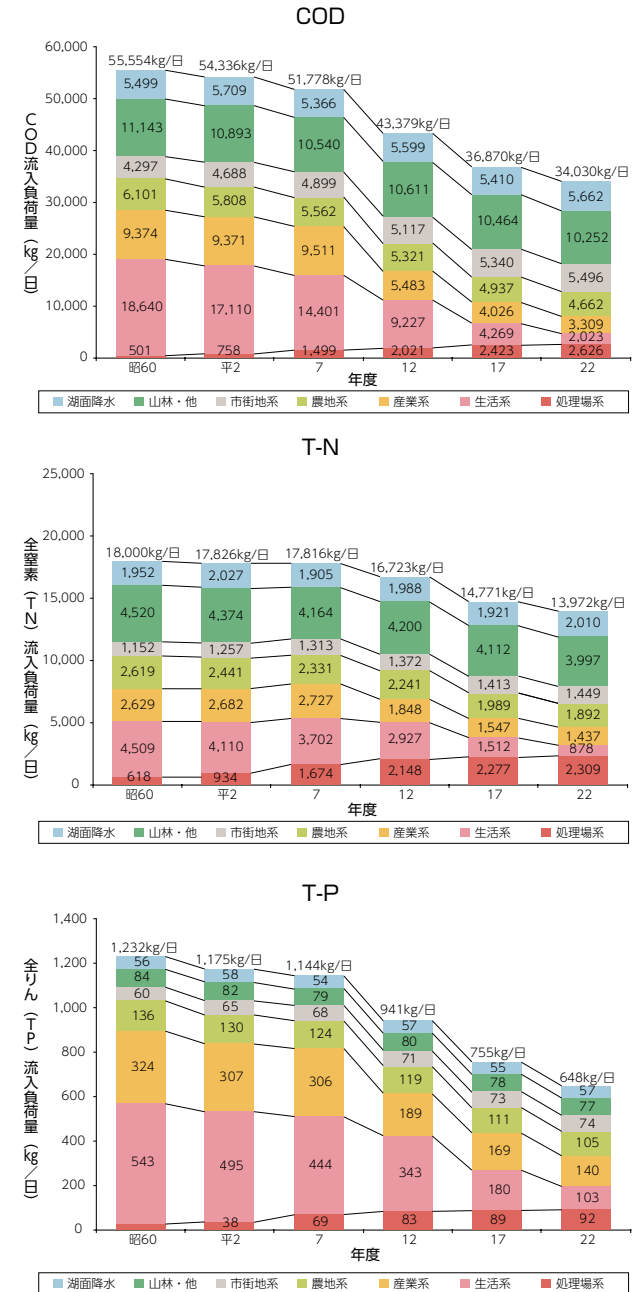 COD
COD流入負荷量（kg／日）
60,000
50,000
40,000
30,000
20,000
10,000
0
55,554kg/日 54,336kg/日 51,778kg/日 43,379kg/日 36,870kg/日 34,030kg/日
5,499 5,709 5,366 5,599 5,410 5,662
11,143 10,893 10,540 10,611 10,464 10,252
4,297 4,688 4,899 5,117 5,340 5,496
6,101 5,808 5,562 5,321 4,937 4,662
9,374 9,371 9,511 5,483 4,026 3,309
18,640 17,110 14,401 9,227 4,269 2,023
501 758 1,499 2,021 2,423 2,626
昭60 平2 7 12 17 22
年度
湖面降水 山林・他 市街地系 農地系 産業系 生活系 処理場系
T-N
全窒素（TN）流入負荷量（kg／日）
25,000
20,000
15,000
10,000
5,000
0
18,000kg/日 17,826kg/日 17,816kg/日 16,723kg/日 14,771kg/日 13,972kg/日
1,952 2,027 1,905 1,988 1,921 2,010
4,520 4,374 4,164 4,200 4,112 3,997
1,152 1,257 1,313 1,372 1,413 1,449
2,619 2,441 2,331 2,241 1,989 1,892
2,629 2,682 2,727 1,848 1,547 1,437
4,509 4,110 3,702 2,927 1,512 878
618 934 1,674 2,148 2,277 2,309
昭60 平2 7 12 17 22
年度
湖面降水 山林・他 市街地系 農地系 産業系 生活系 処理場系
T-P
全りん（TP）流入負荷量（kg／日）
1,400
1,200
1,000
800
600
400
200
0
1,232kg/日 1,175kg/日 1,144kg/日 941kg/日 755kg/日 648kg/日
56 58 54 57 55 57
84 82 79 80 78 77
60 65 68 71 73 74
136 130 124 119 111 105
324 307 306 189 169 140
543 495 444 343 180 103
38 69 83 89 92
昭60 平2 7 12 17 22
年度
湖面降水 山林・他 市街地系 農地系 産業系 生活系 処理場系